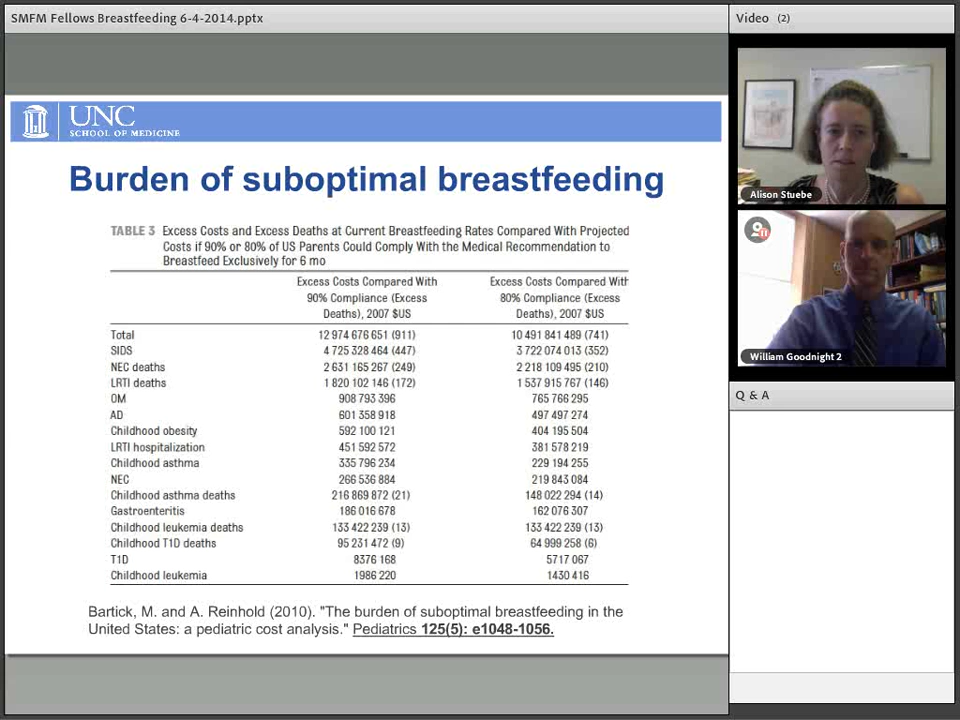 SMFM Fellows Breastfeeding 6-4-2014.pptx
Video (2)
UNC
SCHOOL OF MEDICINE
Burden of suboptimal breastfeeding
TABLE 3 Excess Costs and Excess Deaths at Current Breastfeeding Rates Compared With Projected
Costs if 90% or 80% of US Parents Could Comply With the Medical Recommendation to
Breastfeed Exclusively for 6 mo
Excess Costs Compared With Excess Costs Compared With
90% Compliance (Excess 80% Compliance (Excess
Deaths), 2007 $US Deaths), 2007 $US
Total 12 974 676 651 (911) 10 491 841 489 (741)
SIDS 4 725 328 464 (447) 3 722 074 013 (352)
NEC deaths 2 631 165 267 (249) 2 218 109 495 (210)
LRTI deaths 1 820 102 146 (172) 1 537 915 767 (146)
OM 908 793 396 765 766 295
AD 601 358 918 497 497 274
Childhood obesity 592 100 121 404 195 504
LRTI hospitalization 451 592 572 381 578 219
Childhood asthma 335 796 234 229 194 255
NEC 266 536 884 219 843 084
Childhood asthma deaths 216 869 872 (21) 148 022 294 (14)
Gastroenteritis 186 016 678 162 076 307
Childhood leukemia deaths 133 422 239 (13) 133 422 239 (13)
Childhood T1D deaths 95 231 472 (9) 64 999 258 (6)
T1D 8376 168 5717 067
Childhood leukemia 1986 220 1430 416
Bartick, M. and A. Reinhold (2010). "The burden of suboptimal breastfeeding in the
United States: a pediatric cost analysis." Pediatrics 125(5): e1048-1056.
Alison Stuebe
William Goodnight 2
Q & A